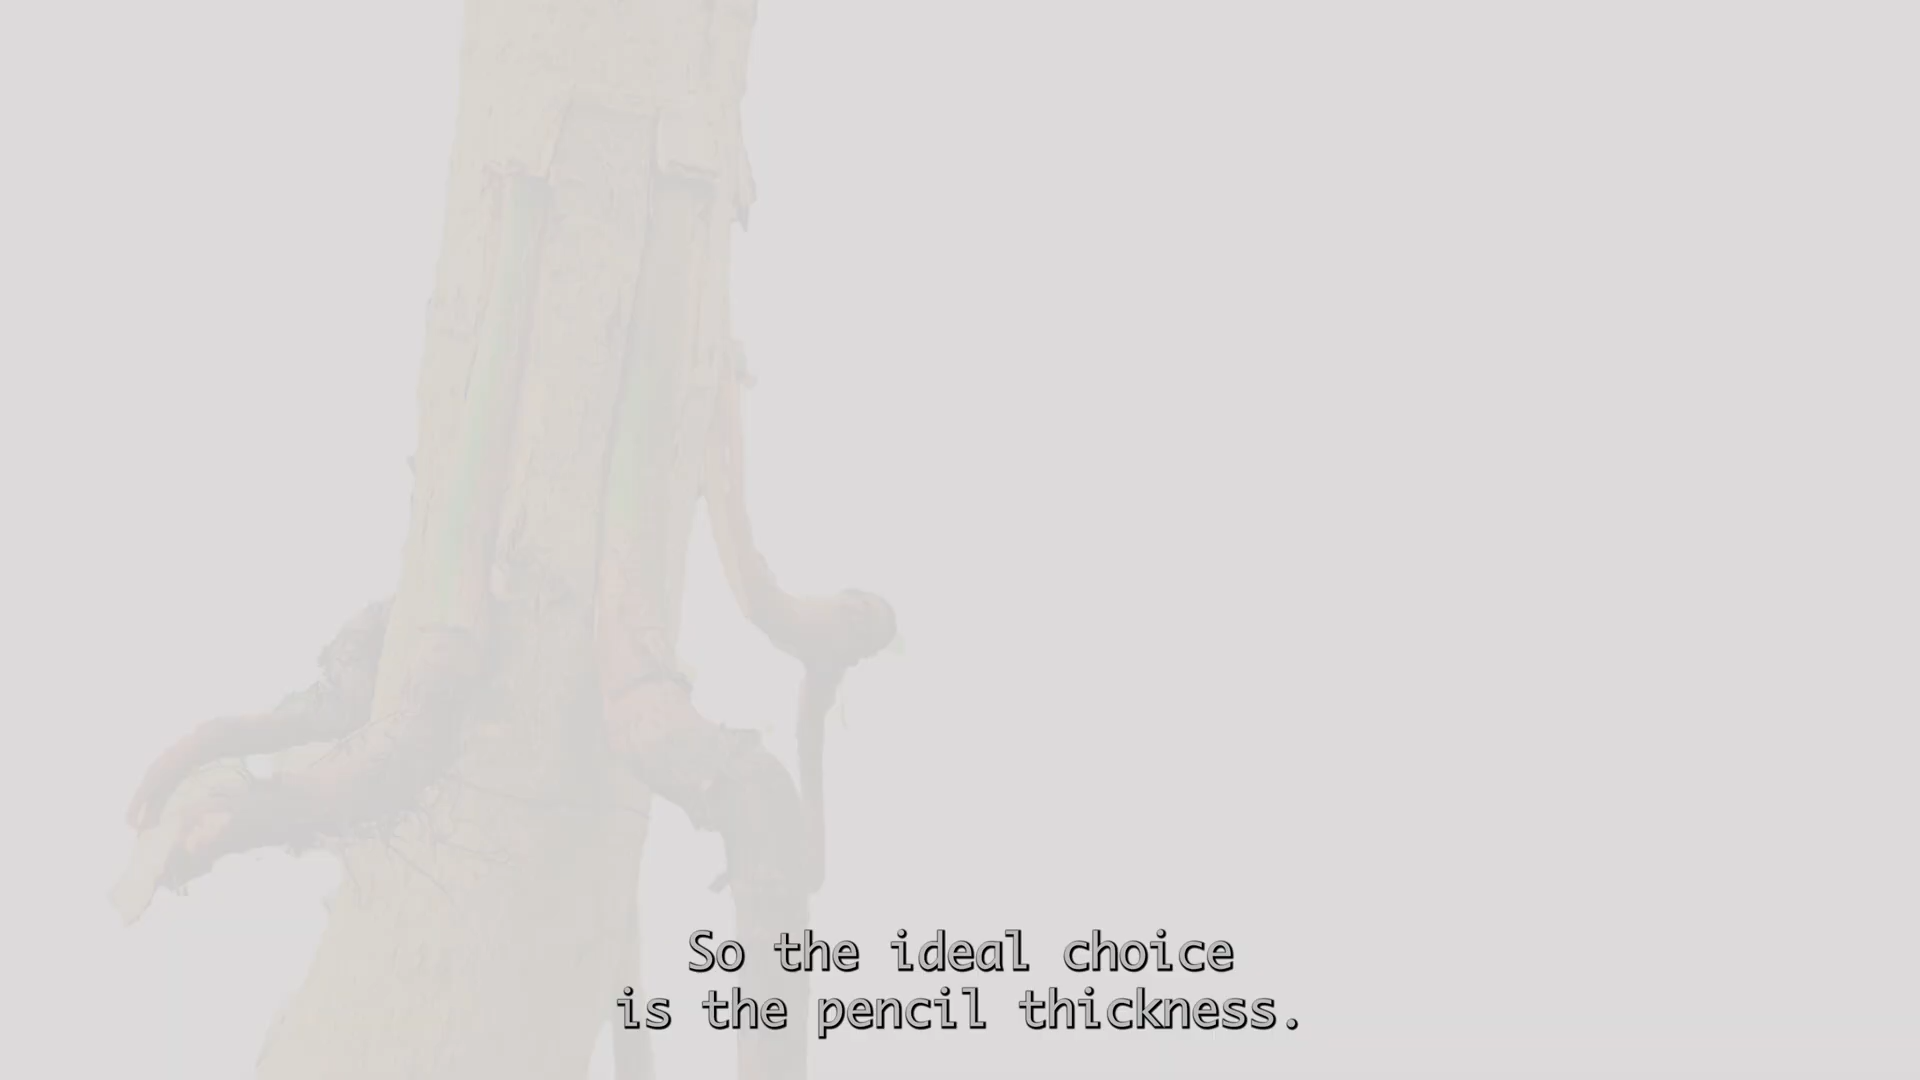 So the ideal choice
is the pencil thickness.